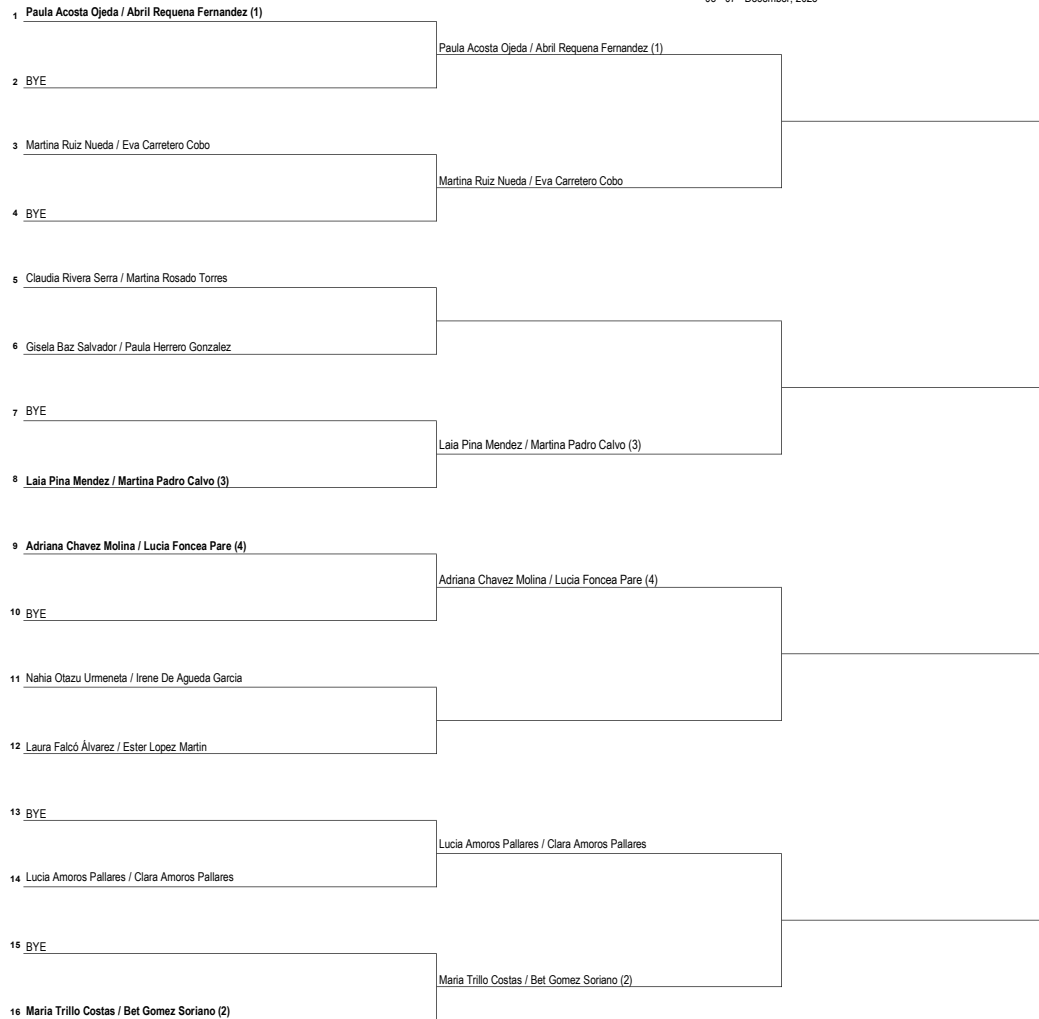 1 Paula Acosta Ojeda / Abril Requena Fernandez (1)
Paula Acosta Ojeda / Abril Requena Fernandez (1)
2 BYE
3 Martina Ruiz Nueda / Eva Carretero Cobo
Martina Ruiz Nueda / Eva Carretero Cobo
4 BYE
5 Claudia Rivera Serra / Martina Rosado Torres
6 Gisela Baz Salvador / Paula Herrero Gonzalez
7 BYE
Laia Pina Mendez / Martina Padro Calvo (3)
8 Laia Pina Mendez / Martina Padro Calvo (3)
9 Adriana Chavez Molina / Lucia Foncea Pare (4)
Adriana Chavez Molina / Lucia Foncea Pare (4)
10 BYE
11 Nahia Otazu Urmeneta / Irene De Agueda Garcia
12 Laura Falcó Álvarez / Ester Lopez Martin
13 BYE
Lucia Amoros Pallares / Clara Amoros Pallares
14 Lucia Amoros Pallares / Clara Amoros Pallares
15 BYE
Maria Trillo Costas / Bet Gomez Soriano (2)
16 Maria Trillo Costas / Bet Gomez Soriano (2)